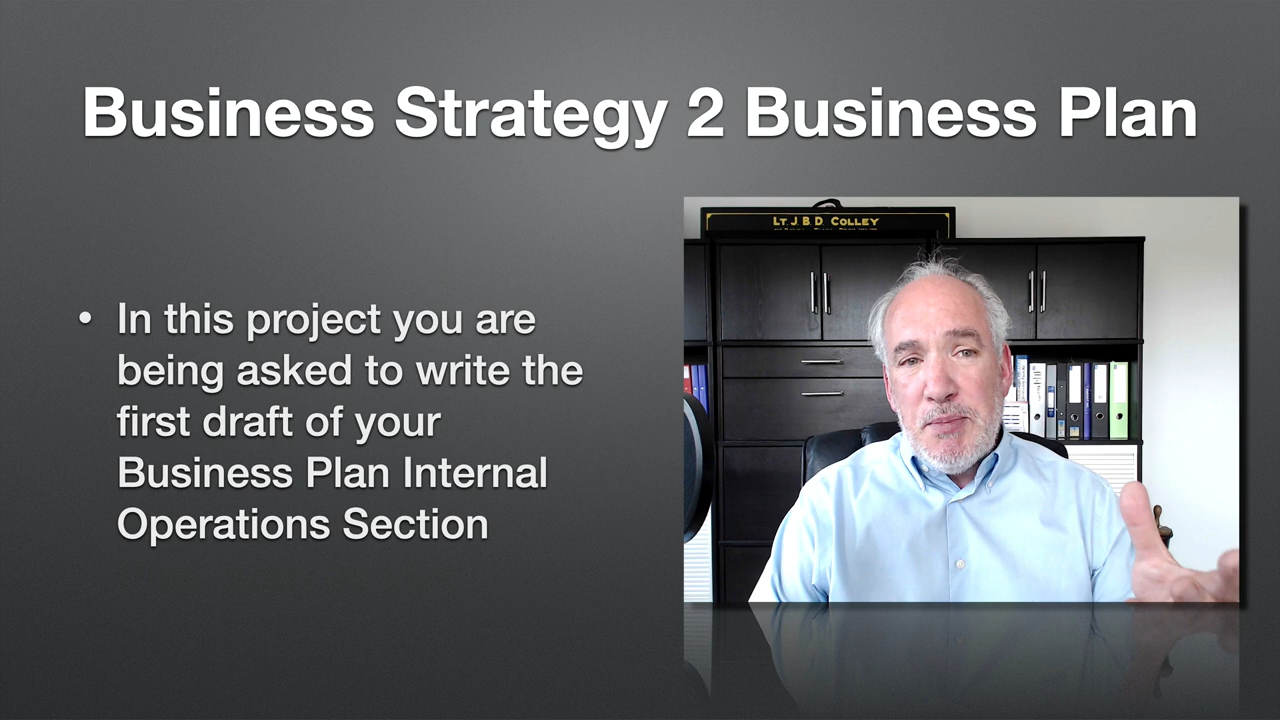 Business Strategy 2 Business Plan
LT. J. B. D. COLLEY
• In this project you are
being asked to write the
first draft of your
Business Plan Internal
Operations Section